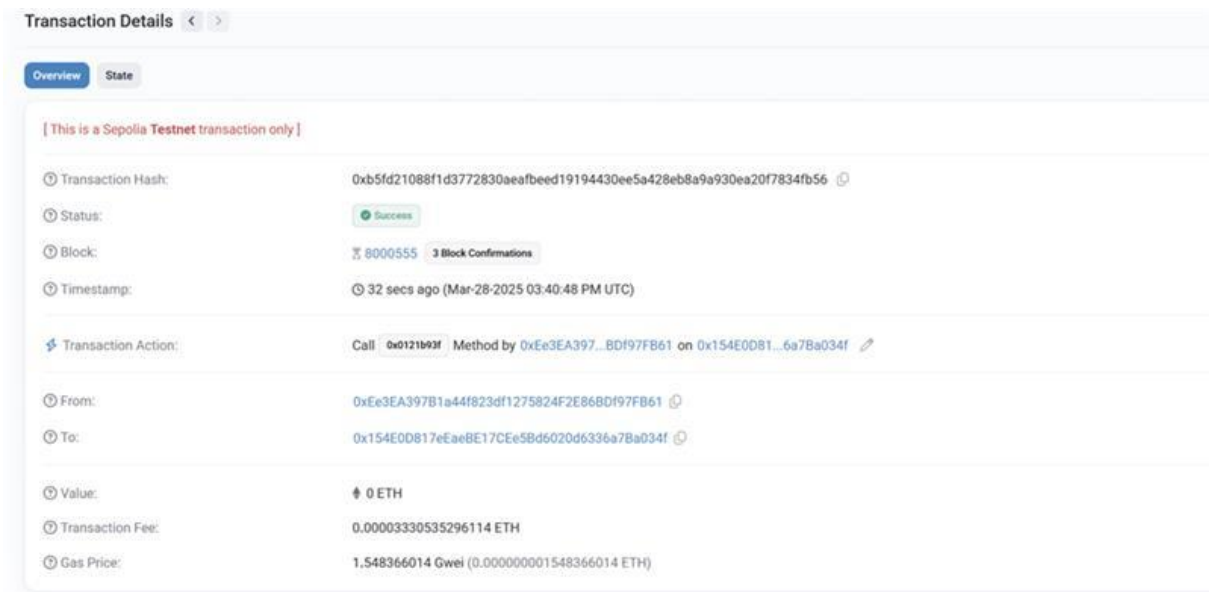 Transaction Details
Overview State
[ This is a Sepolia Testnet transaction only ]
Transaction Hash: 0xb5fd21088f1d3772830aeafbeed19194430ee5a428eb8a9a930ea20f7834fb56
Status: Success
Block: 8000555 3 Block Confirmations
Timestamp: 32 secs ago (Mar-28-2025 03:40:48 PM UTC)
Transaction Action: Call 0x0121b93f Method by 0xEe3EA397...BDf97FB61 on 0x154E0D81...6a7Ba034f
From: 0xEe3EA397B1a44f823df1275824F2E86BDf97FB61
To: 0x154E0D817eEaeBE17CEe5Bd6020d6336a7Ba034f
Value: 0 ETH
Transaction Fee: 0.00003330535296114 ETH
Gas Price: 1.548366014 Gwei (0.000000001548366014 ETH)